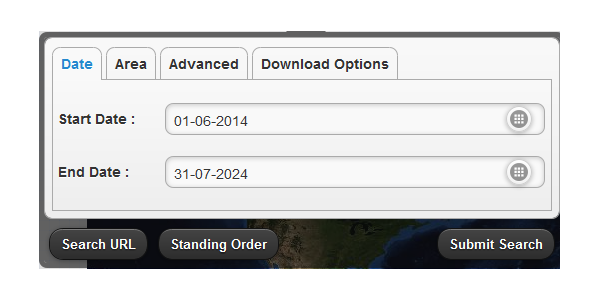 Date Area Advanced Download Options
Start Date : 01-06-2014
End Date : 31-07-2024
Search URL Standing Order Submit Search